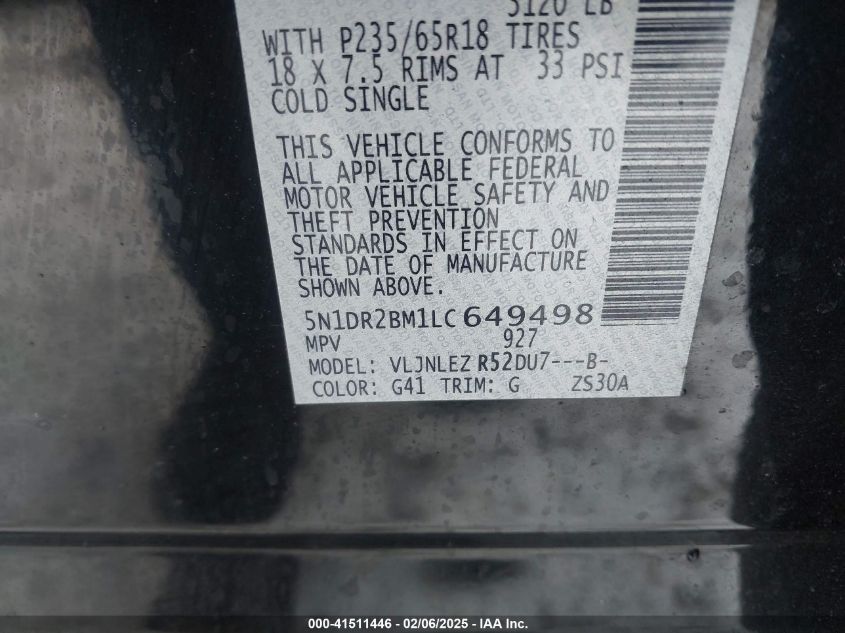 5120 LB
WITH P235/65R18 TIRES
18 X 7.5 RIMS AT 33 PSI
COLD SINGLE
THIS VEHICLE CONFORMS TO
ALL APPLICABLE FEDERAL
MOTOR VEHICLE SAFETY AND
THEFT PREVENTION
STANDARDS IN EFFECT ON
THE DATE OF MANUFACTURE
SHOWN ABOVE.
5N1DR2BM1LC649498
MPV 927
MODEL: VLJNLEZ R52DU7---B-
COLOR: G41 TRIM: G ZS30A
000-41511446 - 02/06/2025 - IAA Inc.